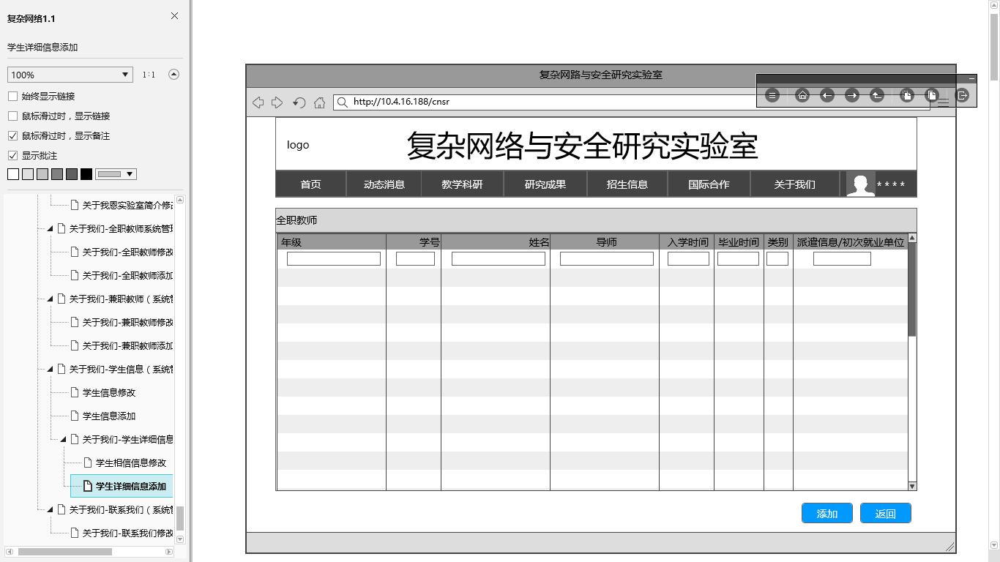 复杂网络1.1
学生详细信息添加
100%
1:1
始终显示链接
鼠标滑过时，显示链接
鼠标滑过时，显示备注
显示批注
关于我恩实验室简介修改
关于我们-全职教师系统管理
关于我们-全职教师修改
关于我们-全职教师添加
关于我们-兼职教师（系统管
关于我们-兼职教师修改
关于我们-兼职教师添加
关于我们-学生信息（系统管
学生信息修改
学生信息添加
关于我们-学生详细信息
学生相信信息修改
学生详细信息添加
关于我们-联系我们（系统管
关于我们-联系我们修改
复杂网路与安全研究实验室
http://10.4.16.188/cnsr
logo
复杂网络与安全研究实验室
首页 动态消息 教学科研 研究成果 招生信息 国际合作 关于我们 ****
全职教师
年级 学号 姓名 导师 入学时间 毕业时间 类别 派遣信息/初次就业单位
添加 返回